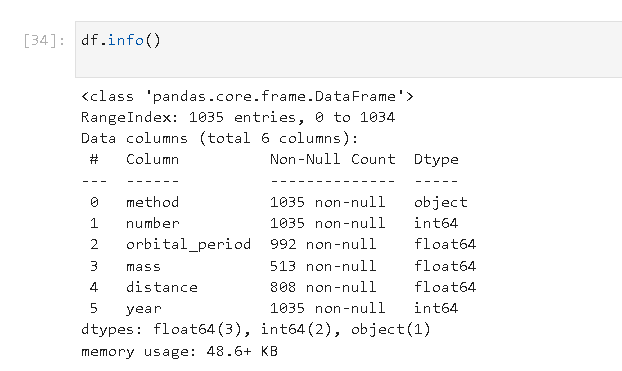 [34]: df.info()
<class 'pandas.core.frame.DataFrame'>
RangeIndex: 1035 entries, 0 to 1034
Data columns (total 6 columns):
 #   Column          Non-Null Count  Dtype
---  ------          --------------  -----
 0   method          1035 non-null   object
 1   number          1035 non-null   int64
 2   orbital_period  992 non-null    float64
 3   mass            513 non-null    float64
 4   distance        808 non-null    float64
 5   year            1035 non-null   int64
dtypes: float64(3), int64(2), object(1)
memory usage: 48.6+ KB